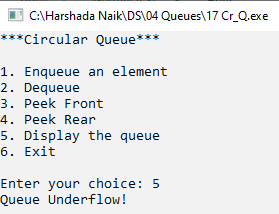 C:\Harshada Naik\DS\04 Queues\17 Cr_Q.exe
***Circular Queue***
1. Enqueue an element
2. Dequeue
3. Peek Front
4. Peek Rear
5. Display the queue
6. Exit
Enter your choice: 5
Queue Underflow!